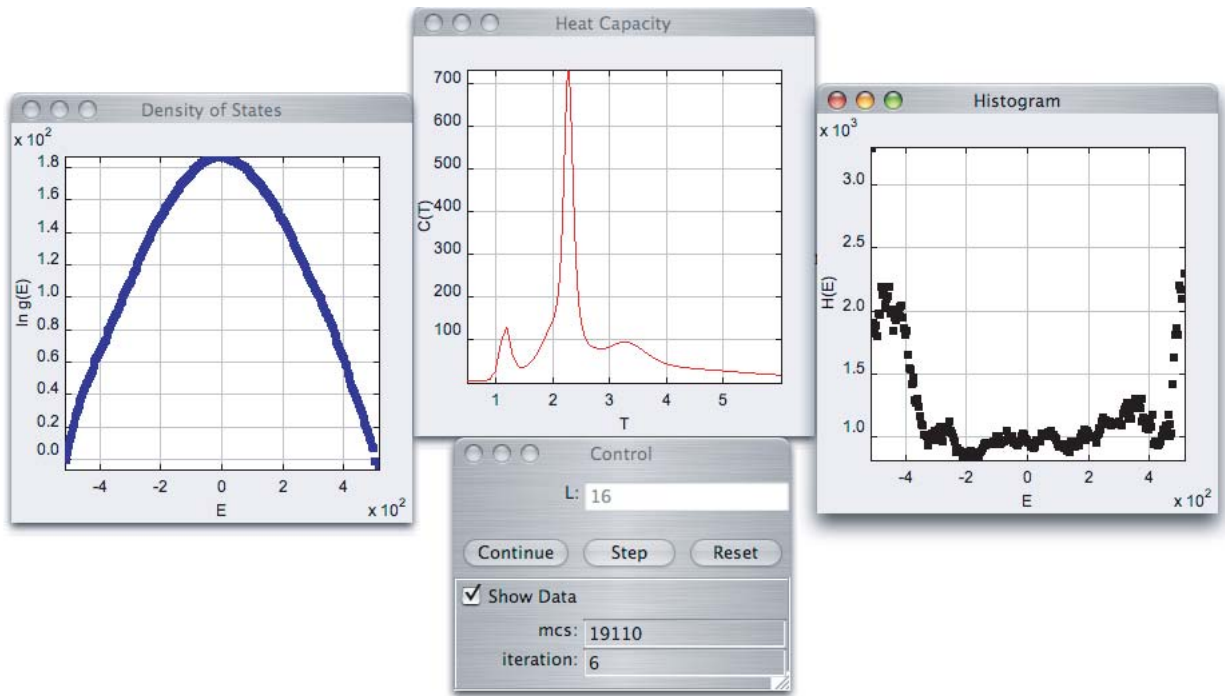 Density of States
x 10^2
ln g(E)
1.8
1.6
1.4
1.2
1.0
0.8
0.6
0.4
0.2
0.0
-4
-2
0
2
4
E
x 10^2
Heat Capacity
C(T)
700
600
500
400
300
200
100
1
2
3
4
5
T
Histogram
x 10^3
H(E)
3.0
2.5
2.0
1.5
1.0
-4
-2
0
2
4
E
x 10^2
Control
L: 16
Continue Step Reset
Show Data
mcs: 19110
iteration: 6